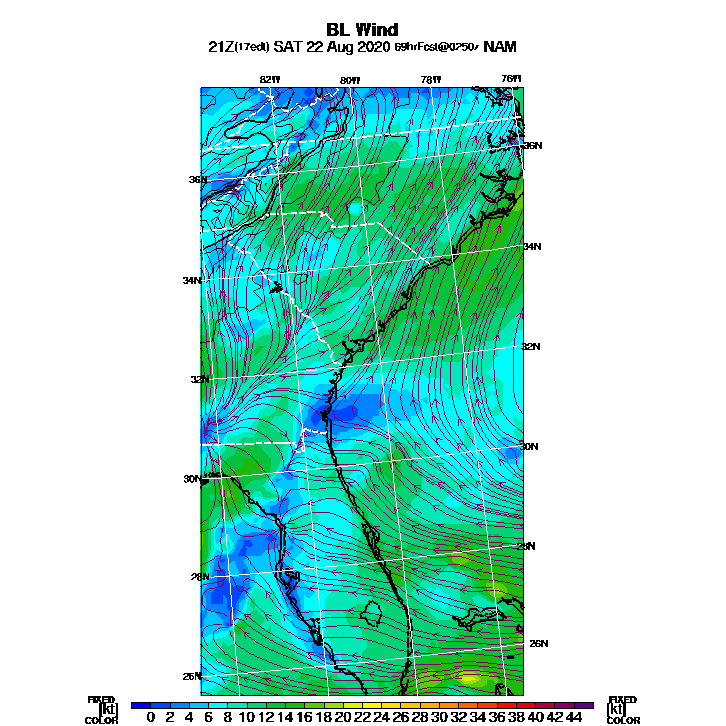 BL Wind
21Z(17edt) SAT 22 Aug 2020 69hrFcst@0250z NAM
82W 80W 78W 76W
36N
36N
34N
34N
32N
32N
30N
30N
28N
28N
26N
26N
FIXED FIXED
[kt] 0 2 4 6 8 10 12 14 16 18 20 22 24 26 28 30 32 34 36 38 40 42 44 [kt]
COLOR COLOR